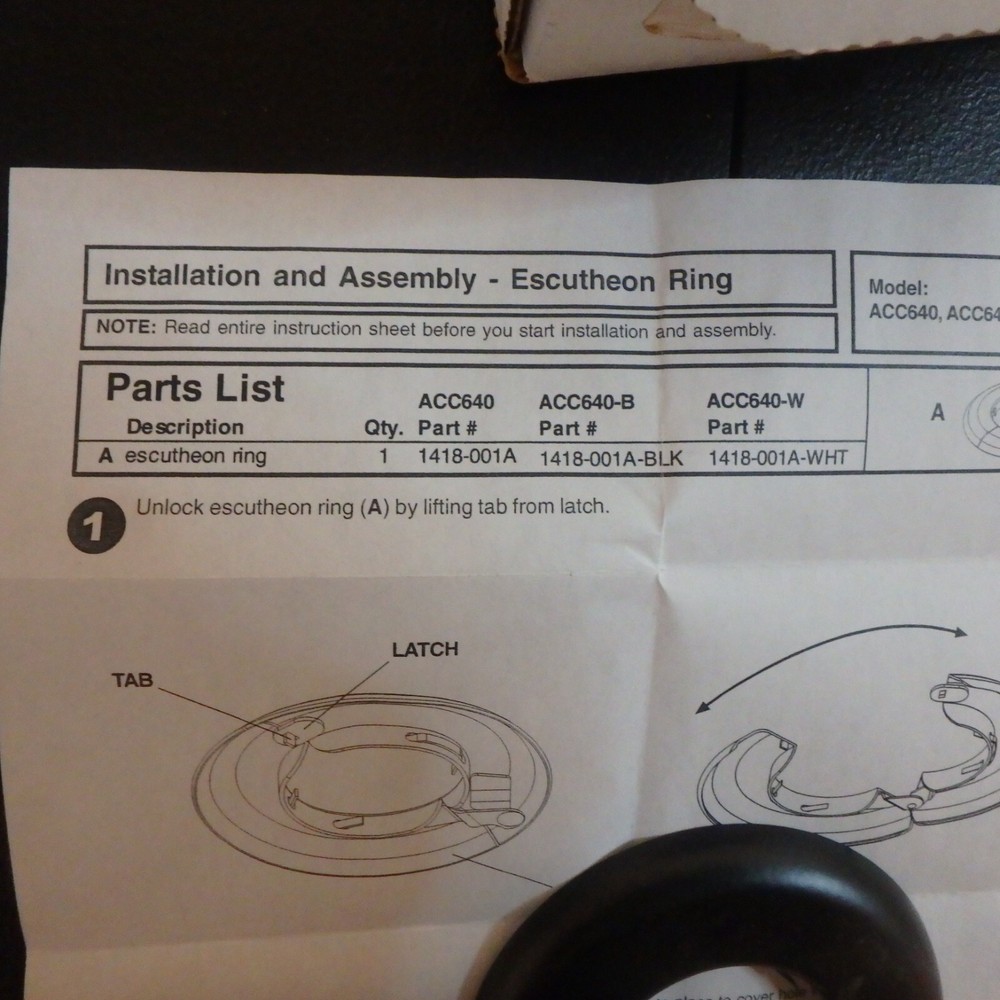 Installation and Assembly - Escutheon Ring
Model:
ACC640, ACC64
NOTE: Read entire instruction sheet before you start installation and assembly.
Parts List
ACC640 ACC640-B ACC640-W
Description Qty. Part # Part # Part #
A escutheon ring 1 1418-001A 1418-001A-BLK 1418-001A-WHT
A
1 Unlock escutheon ring (A) by lifting tab from latch.
LATCH
TAB
to cover